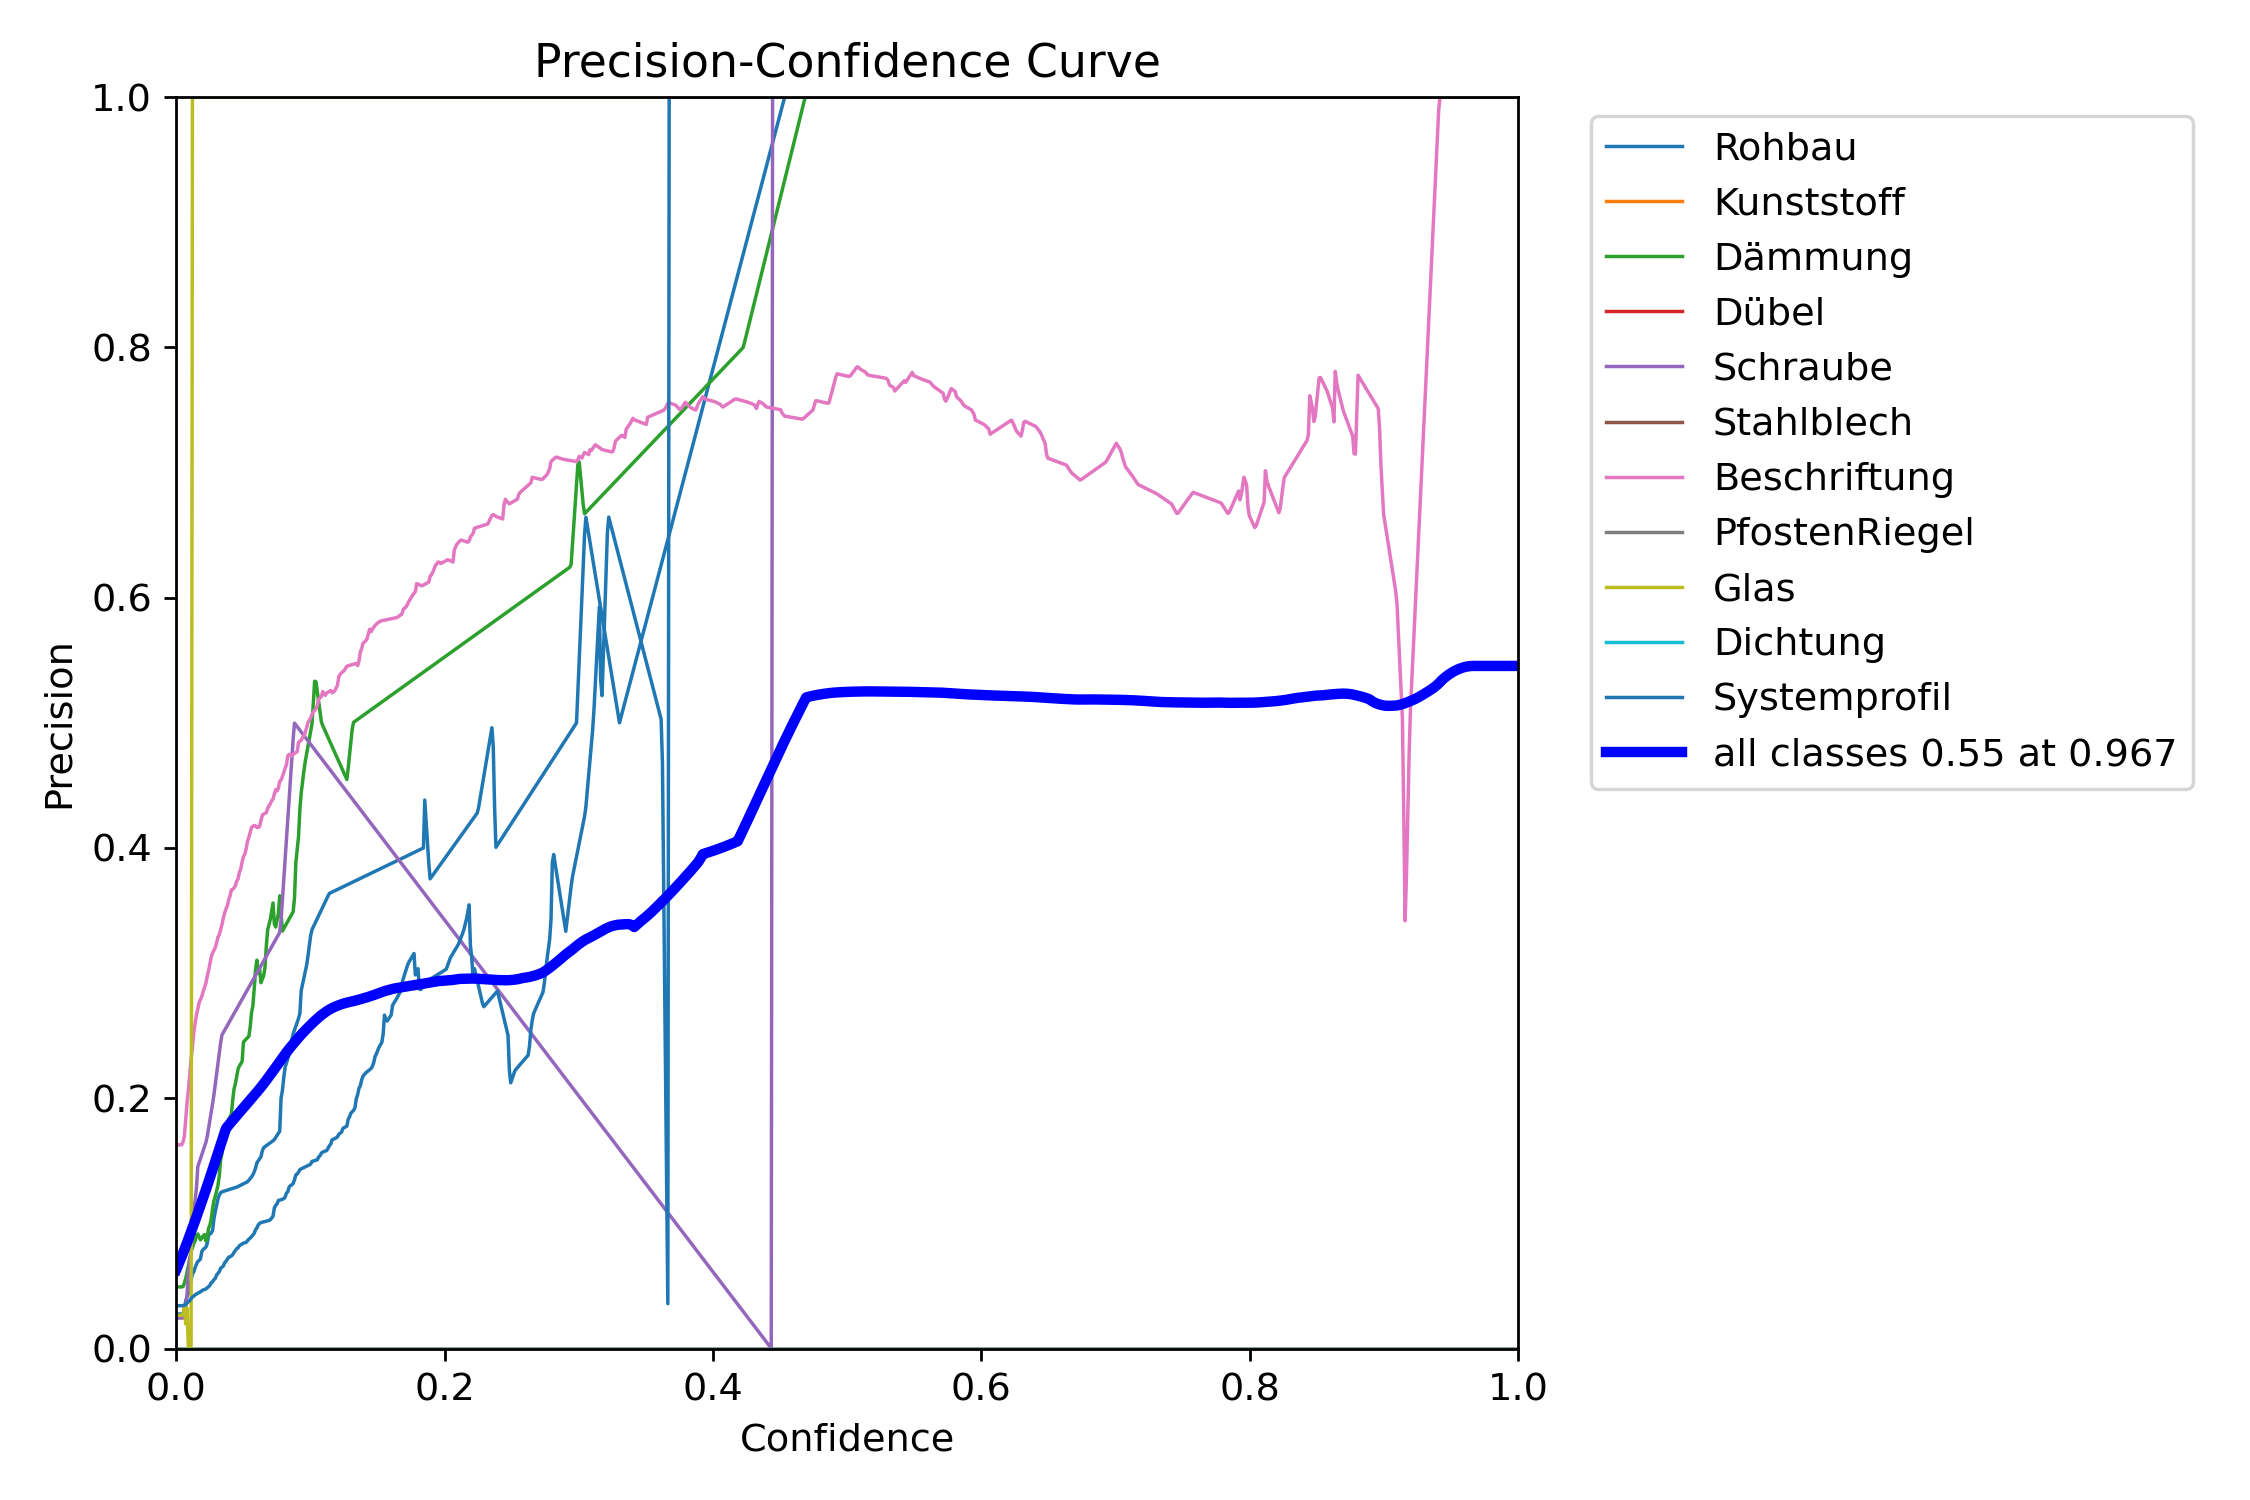 Precision-Confidence Curve
1.0
0.8
0.6
0.4
0.2
0.0
Precision
0.0 0.2 0.4 0.6 0.8 1.0
Confidence
Rohbau
Kunststoff
Dämmung
Dübel
Schraube
Stahlblech
Beschriftung
PfostenRiegel
Glas
Dichtung
Systemprofil
all classes 0.55 at 0.967